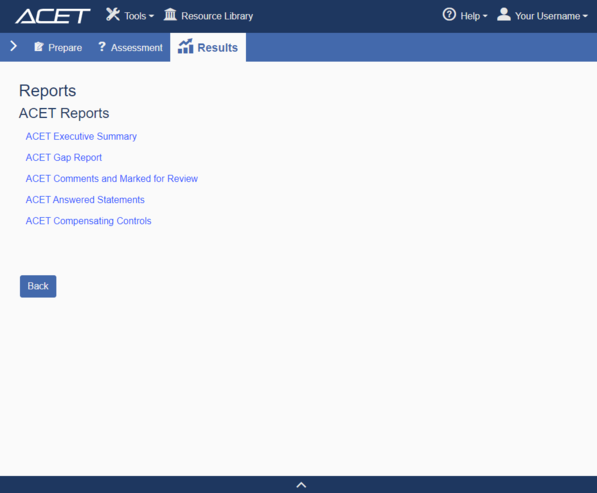 ACET Tools Resource Library Help Your Username
Prepare ? Assessment Results
Reports
ACET Reports
ACET Executive Summary
ACET Gap Report
ACET Comments and Marked for Review
ACET Answered Statements
ACET Compensating Controls
Back